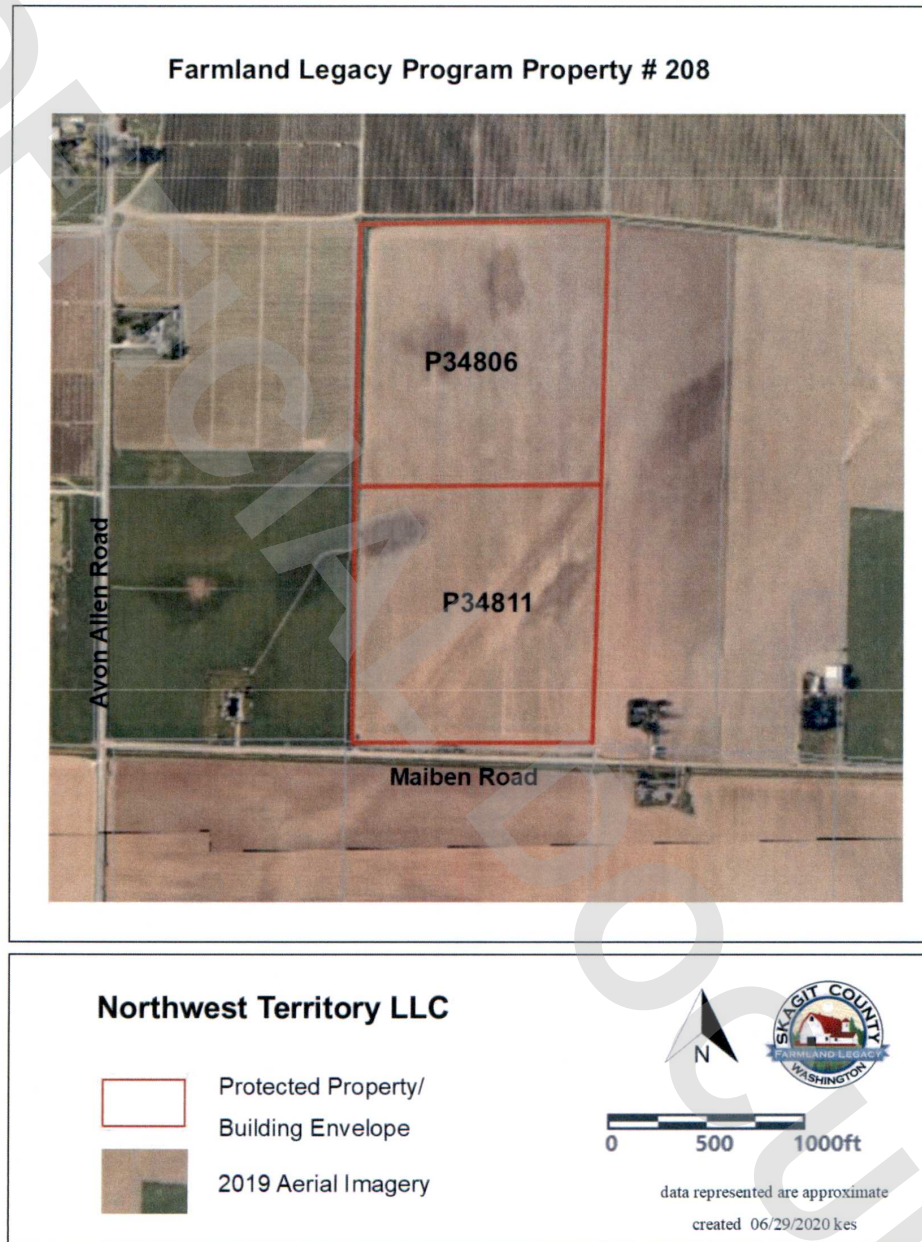 Farmland Legacy Program Property # 208
P34806
P34811
Avon Allen Road
Maiben Road
Northwest Territory LLC
Protected Property/
Building Envelope
2019 Aerial Imagery
N
SKAGIT COUNTY
FARMLAND LEGACY
WASHINGTON
0 500 1000ft
data represented are approximate
created 06/29/2020 kes